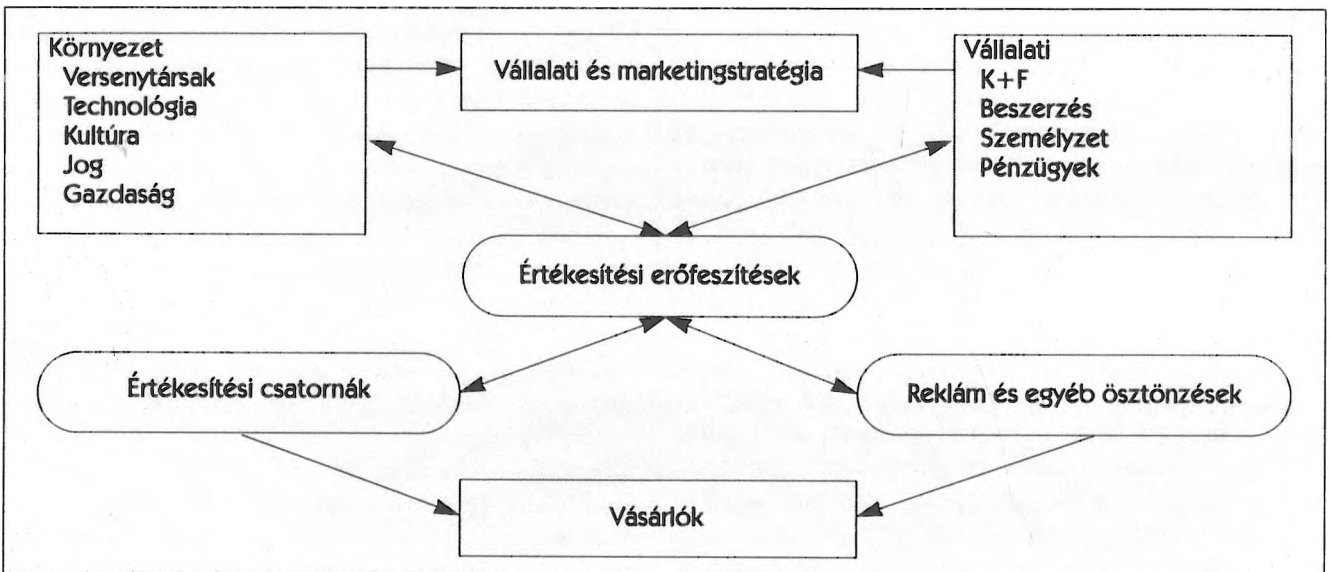 Környezet
Versenytársak
Technológia
Kultúra
Jog
Gazdaság
Vállalati és marketingstratégia
Vállalati
K+F
Beszerzés
Személyzet
Pénzügyek
Értékesítési erőfeszítések
Értékesítési csatornák
Reklám és egyéb ösztönzések
Vásárlók